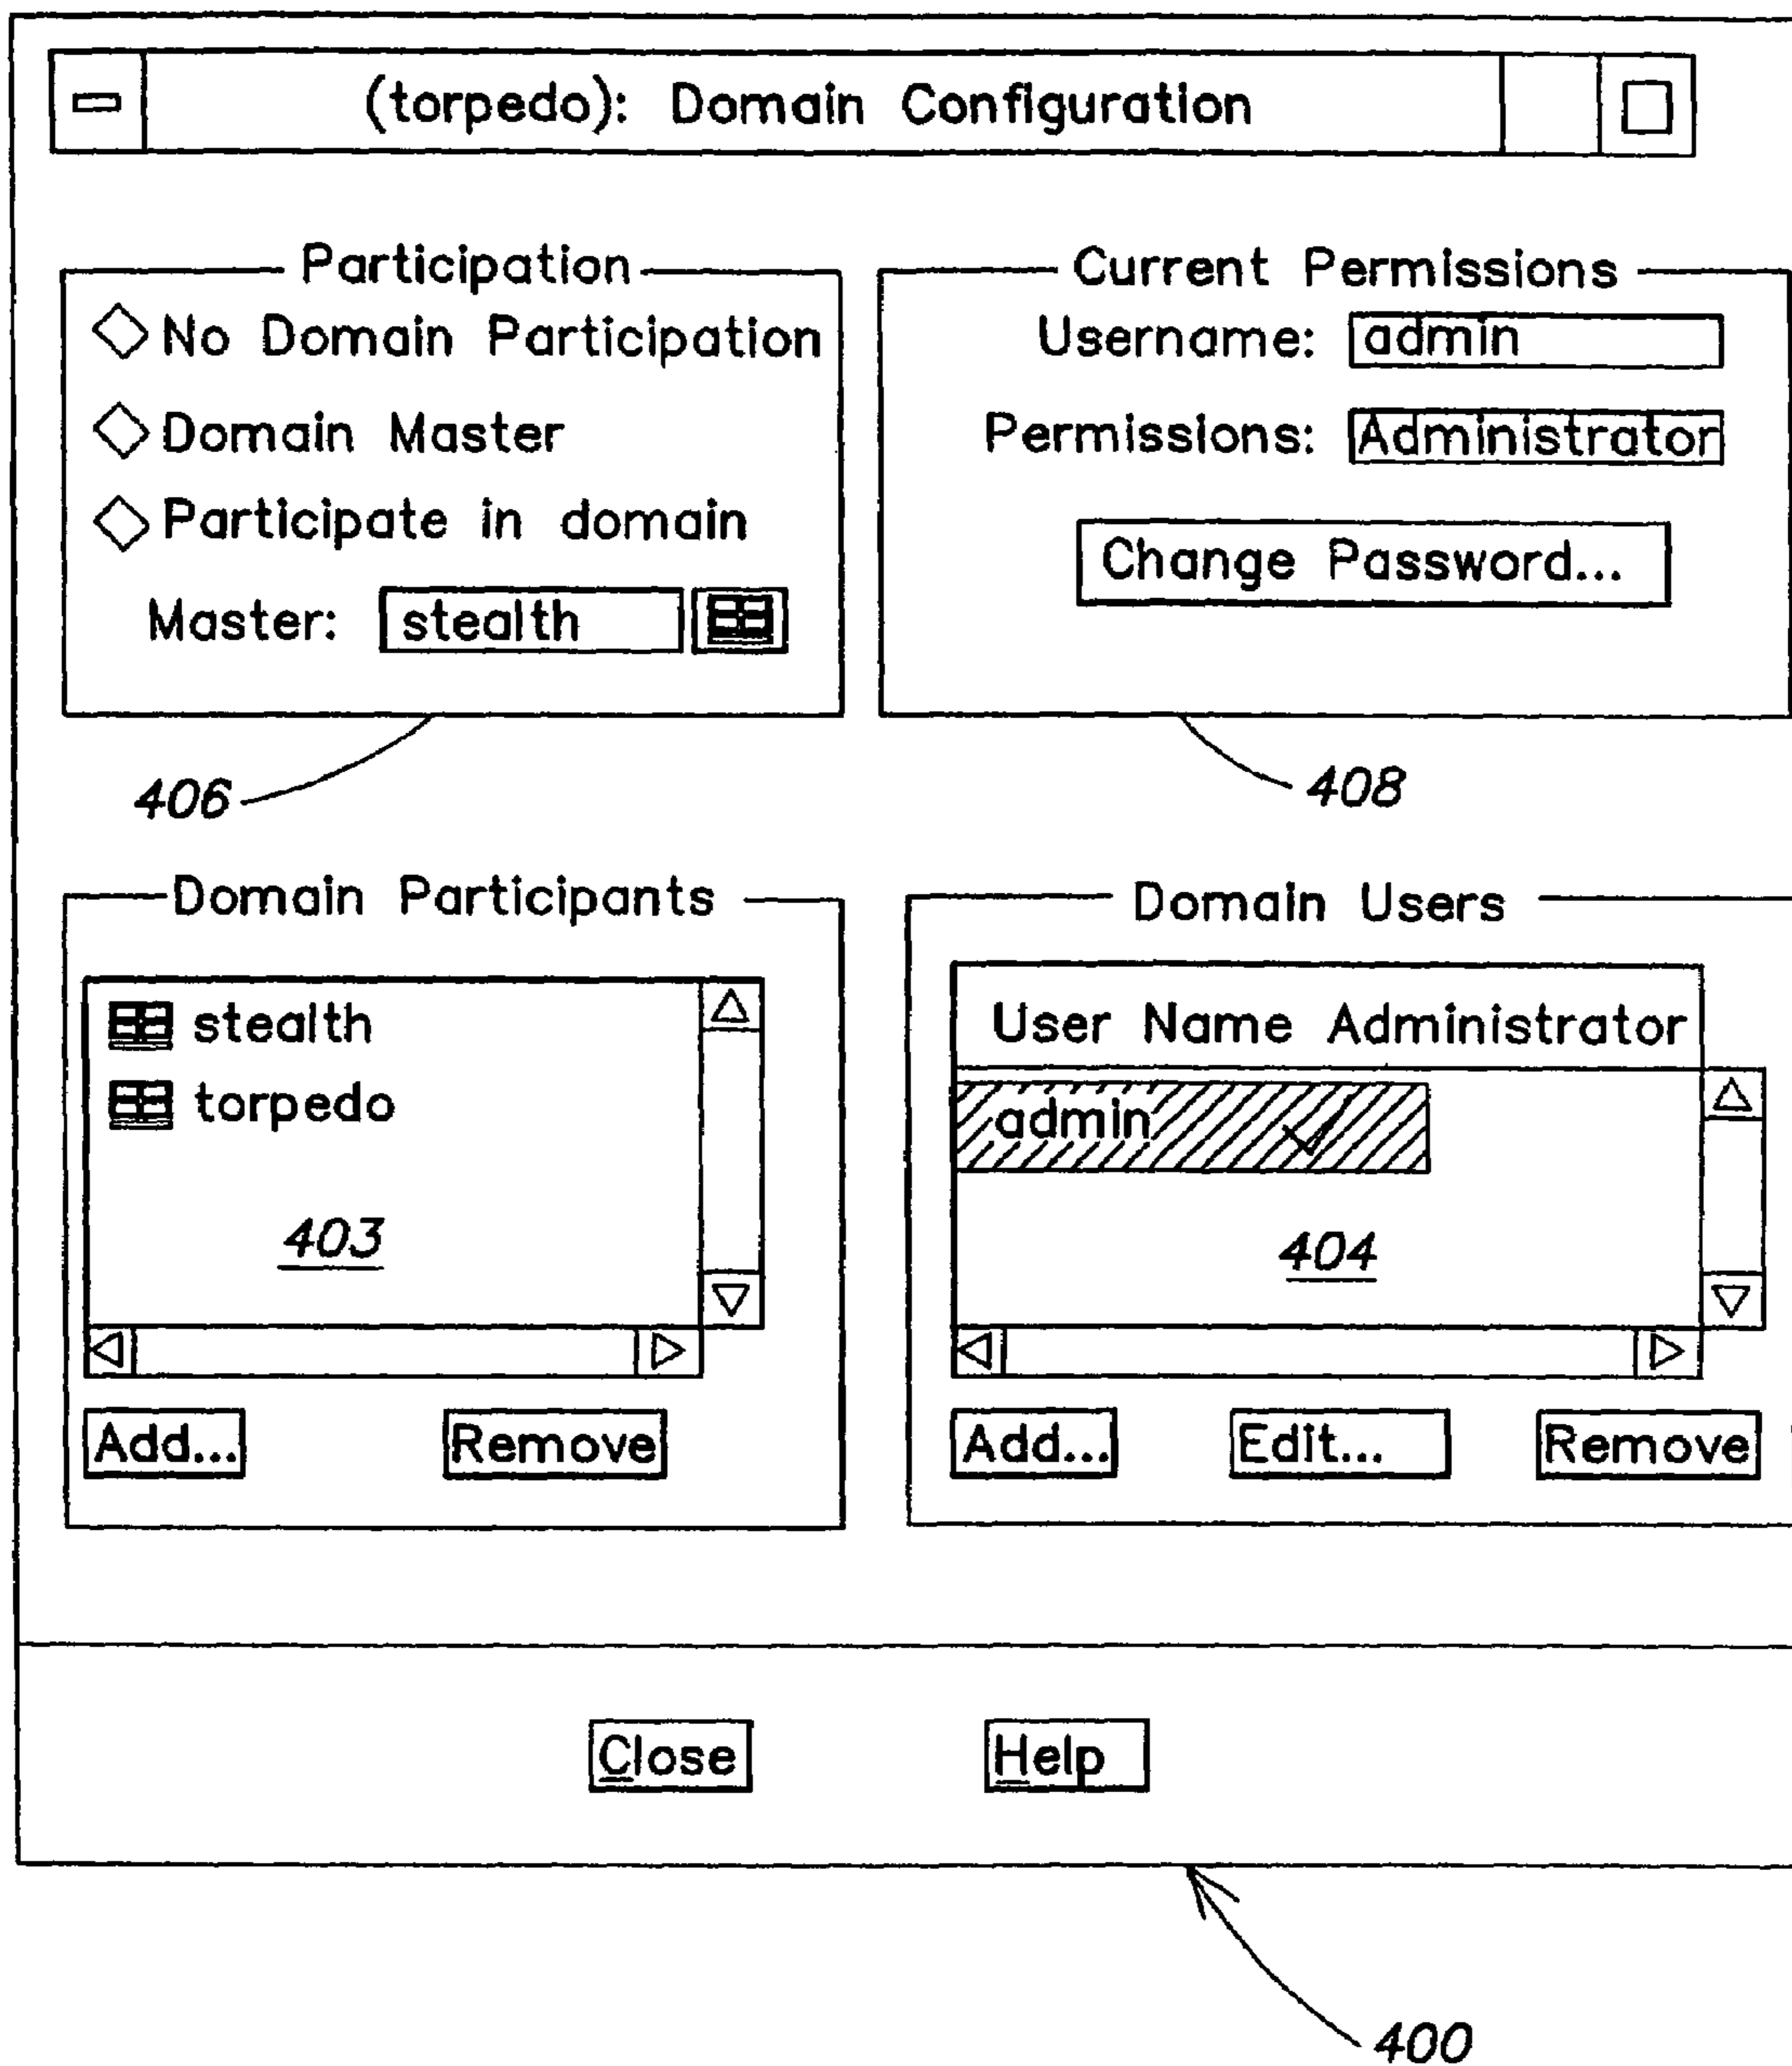 (torpedo): Domain Configuration
Participation
No Domain Participation
Domain Master
Participate in domain
Master: stealth
406
Current Permissions
Username: admin
Permissions: Administrator
Change Password...
408
Domain Participants
stealth
torpedo
403
Add... Remove
Domain Users
User Name Administrator
admin
404
Add... Edit... Remove
Close Help
400